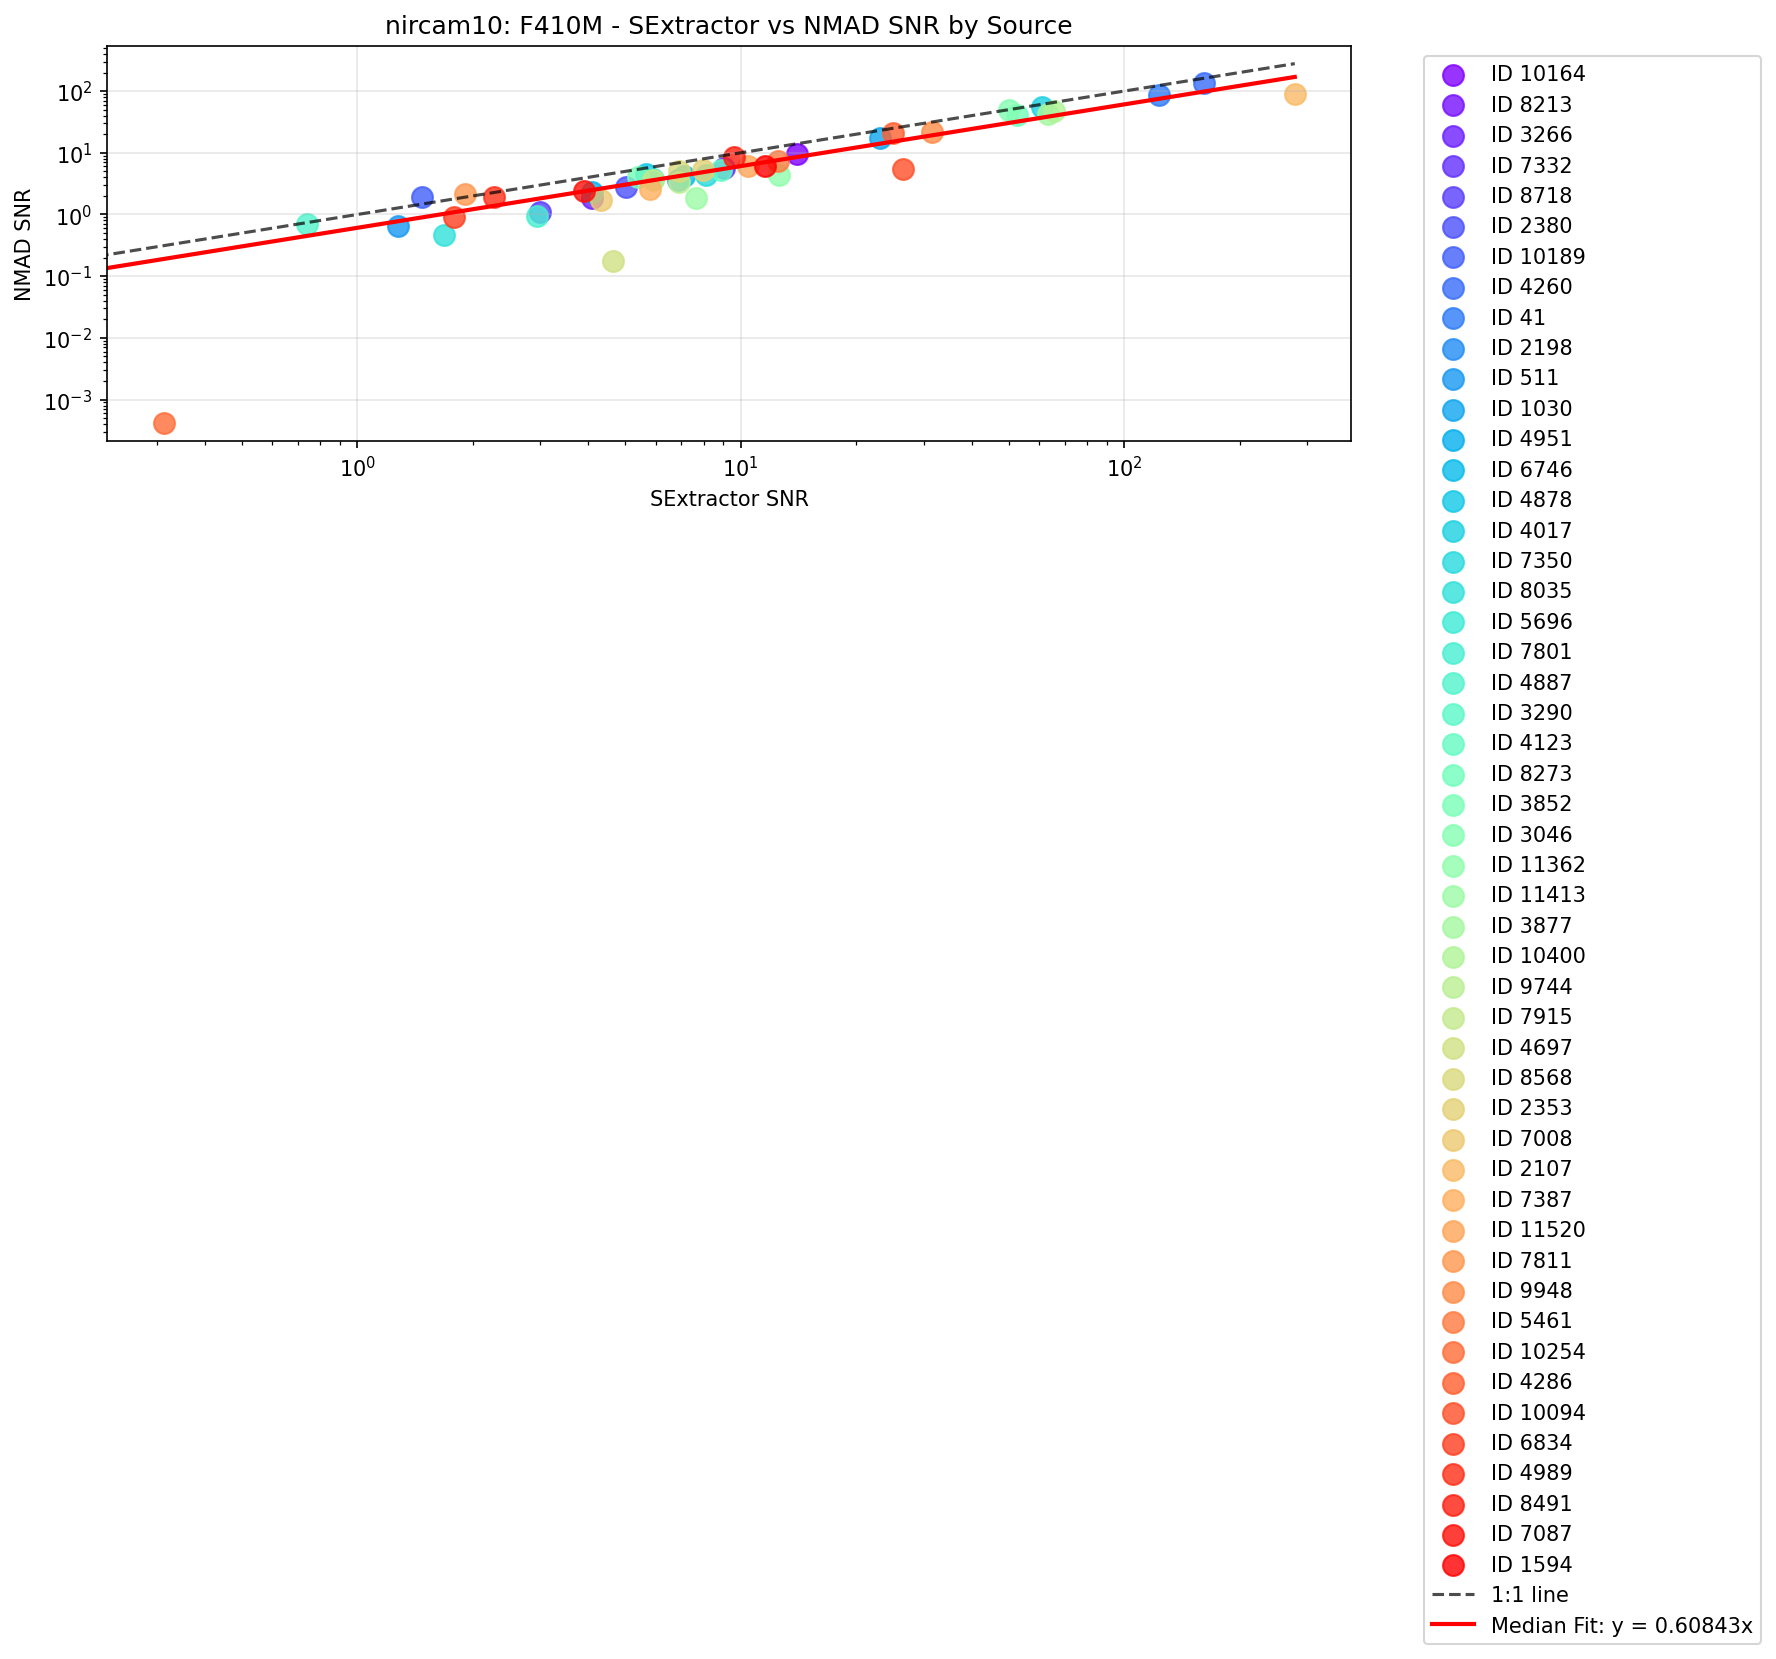 nircam10: F410M - SExtractor vs NMAD SNR by Source
NMAD SNR
10²
10¹
10⁰
10⁻¹
10⁻²
10⁻³
10⁰
10¹
10²
SExtractor SNR
ID 10164
ID 8213
ID 3266
ID 7332
ID 8718
ID 2380
ID 10189
ID 4260
ID 41
ID 2198
ID 511
ID 1030
ID 4951
ID 6746
ID 4878
ID 4017
ID 7350
ID 8035
ID 5696
ID 7801
ID 4887
ID 3290
ID 4123
ID 8273
ID 3852
ID 3046
ID 11362
ID 11413
ID 3877
ID 10400
ID 9744
ID 7915
ID 4697
ID 8568
ID 2353
ID 7008
ID 2107
ID 7387
ID 11520
ID 7811
ID 9948
ID 5461
ID 10254
ID 4286
ID 10094
ID 6834
ID 4989
ID 8491
ID 7087
ID 1594
1:1 line
Median Fit: y = 0.60843x